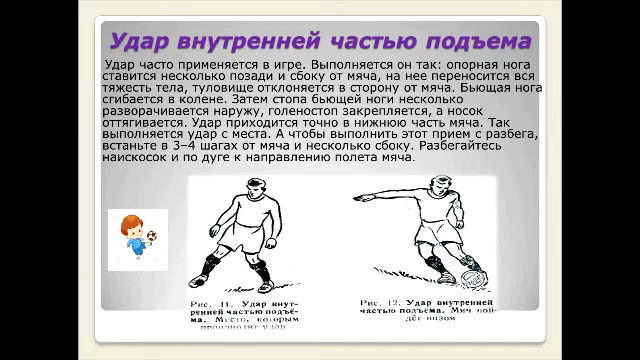 Удар внутренней частью подъема
Удар часто применяется в игре. Выполняется он так: опорная нога
ставится несколько позади и сбоку от мяча, на нее переносится вся
тяжесть тела, туловище отклоняется в сторону от мяча. Бьющая нога
сгибается в колене. Затем стопа бьющей ноги несколько
разворачивается наружу, голеностоп закрепляется, а носок
оттягивается. Удар приходится точно в нижнюю часть мяча. Так
выполняется удар с места. А чтобы выполнить этот прием с разбега,
встаньте в 3–4 шагах от мяча и несколько сбоку. Разбегайтесь
наискосок и по дуге к направлению полета мяча.
Рис. 11. Удар внут-
ренней частью подъё-
ма. Место, которым
производят удар
Рис. 12. Удар внутренней
частью подъёма. Мяч пой-
дёт низом